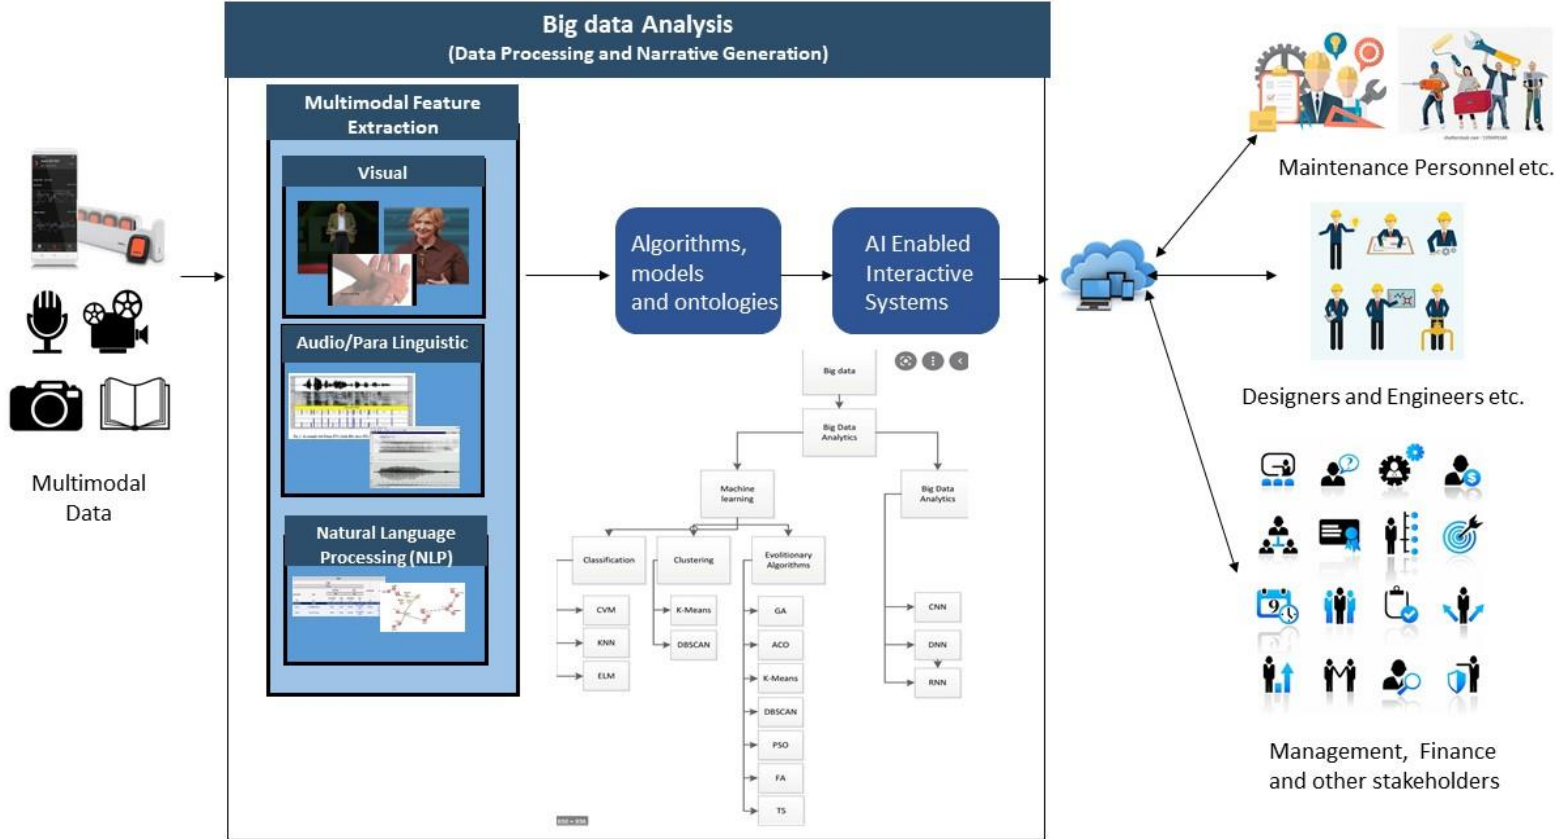 Big data Analysis
(Data Processing and Narrative Generation)
Multimodal Feature
Extraction
Visual
Audio/Para Linguistic
Natural Language
Processing (NLP)
Multimodal
Data
Algorithms,
models
and ontologies
AI Enabled
Interactive
Systems
Big data
Big Data
Analytics
Machine
learning
Big Data
Analytics
Classification
Clustering
Evolitionary
Algorithms
CVM
KNN
ELM
K-Means
DBSCAN
GA
ACO
K-Means
DBSCAN
PSO
FA
TS
CNN
DNN
RNN
Maintenance Personnel etc.
Designers and Engineers etc.
9
Management, Finance
and other stakeholders